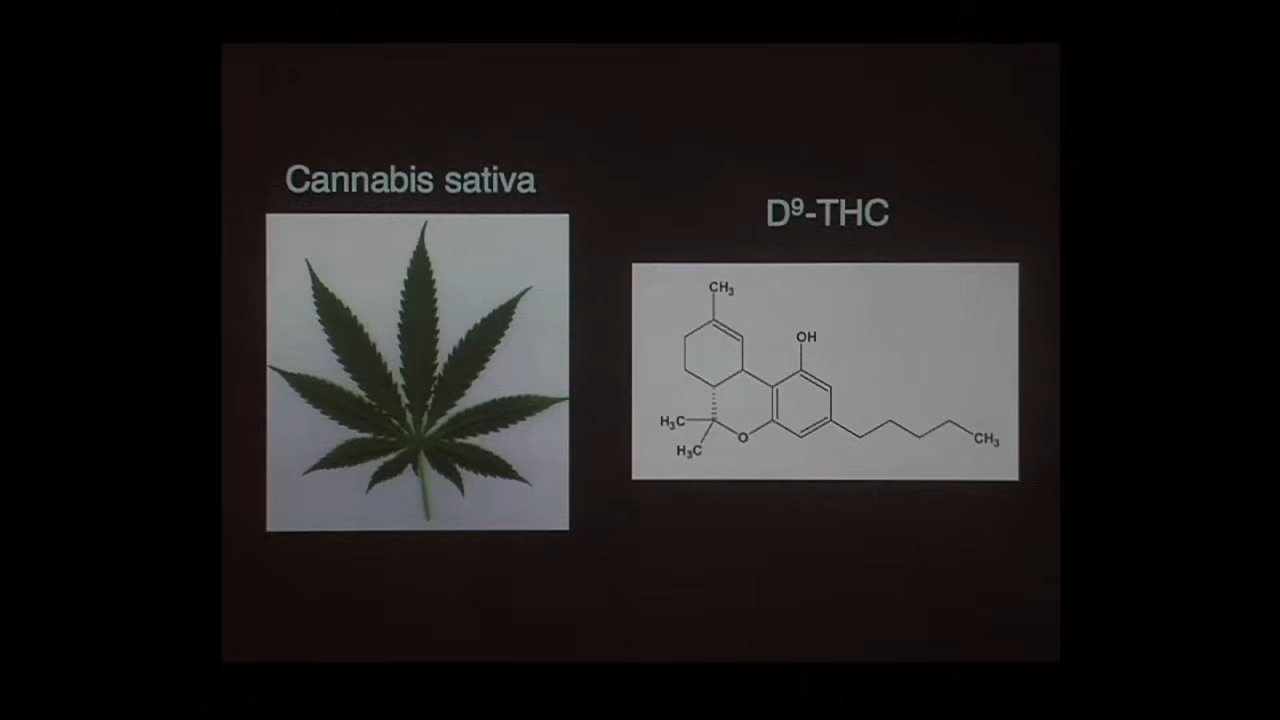 Cannabis sativa
D⁹-THC
CH₃
OH
H₃C
H₃C
O
CH₃